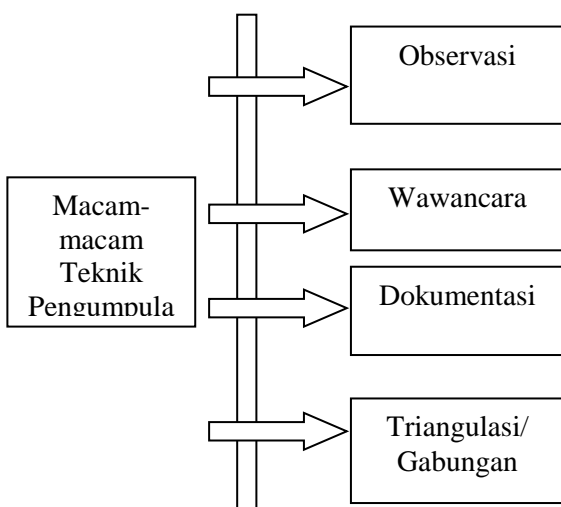 Macam-
macam
Teknik
Pengumpula
Observasi
Wawancara
Dokumentasi
Triangulasi/
Gabungan